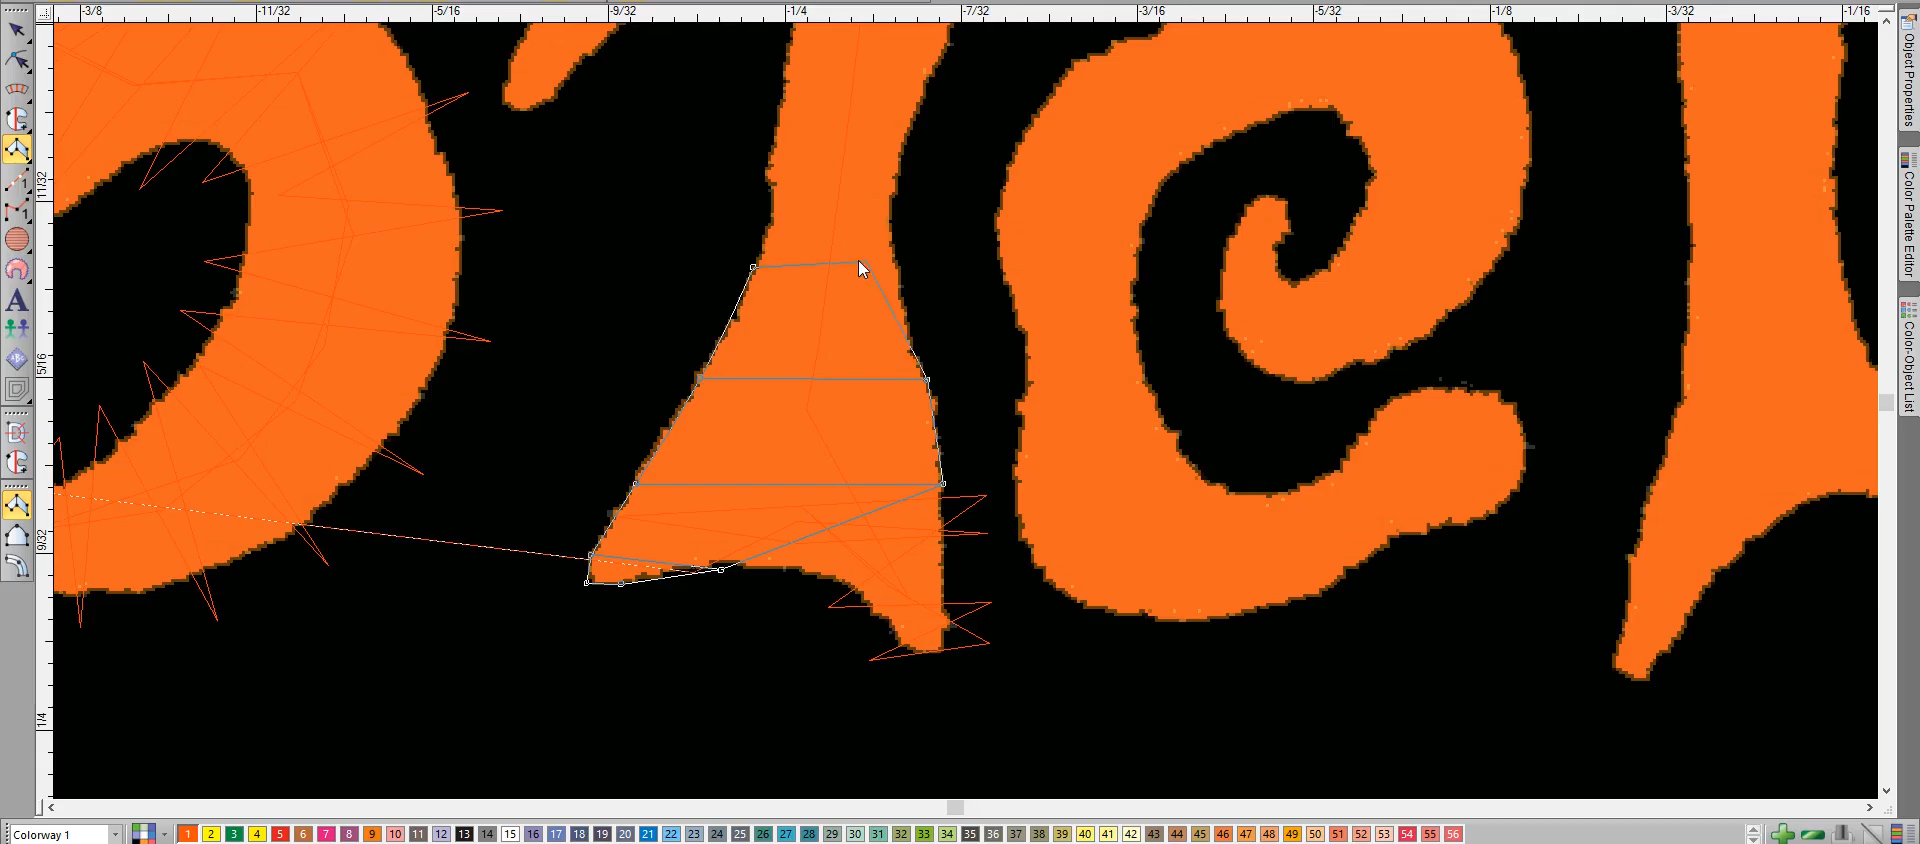 -3/8 -11/32 -5/16 -9/32 -1/4 -7/32 -3/16 -5/32 -1/8 -3/32 -1/16
11/32
5/16
9/32
1/4
1
1
A
ABC
Object Properties
Color Palette Editor
Color-Object List
Colorway 1
1 2 3 4 5 6 7 8 9 10 11 12 13 14 15 16 17 18 19 20 21 22 23 24 25 26 27 28 29 30 31 32 33 34 35 36 37 38 39 40 41 42 43 44 45 46 47 48 49 50 51 52 53 54 55 56